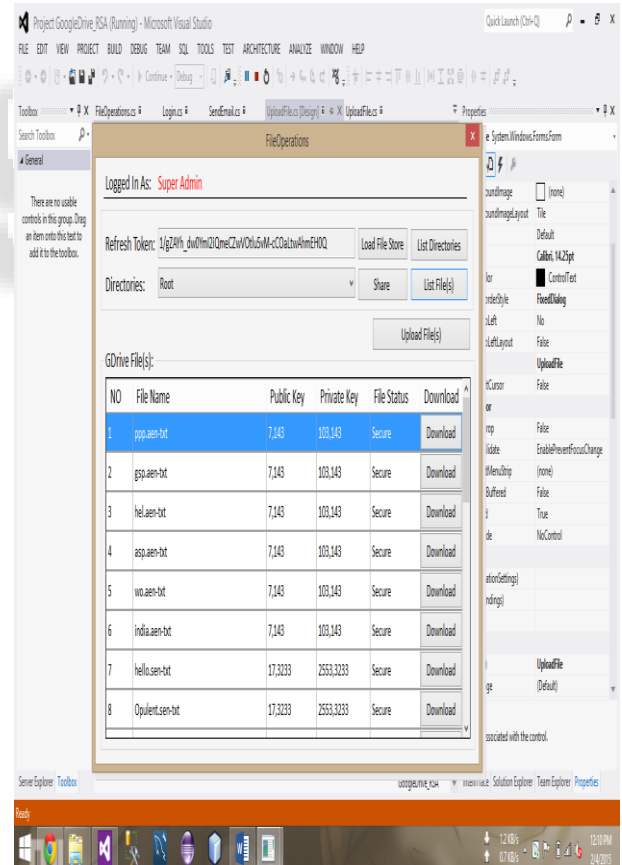 Project GoogleDrive_RSA (Running) - Microsoft Visual Studio
Quick Launch (Ctrl+Q)
FILE EDIT VIEW PROJECT BUILD DEBUG TEAM SQL TOOLS TEST ARCHITECTURE ANALYZE WINDOW HELP
Continue - Debug
Toolbox
FileOperations.cs Login.cs SendEmail.cs UploadFile.cs [Design] UploadFile.cs
Properties
Search Toolbox
General
There are no usable
controls in this group. Drag
an item onto this text to
add it to the toolbox.
FileOperations
Logged In As: Super Admin
Refresh Token:
Load File Store
List Directories
Directories: Root
Share
List File(s)
Upload File(s)
GDrive File(s):
NO File Name Public Key Private Key File Status Download
1 ppp.aen-txt 7,143 103,143 Secure Download
2 gsp.aen-txt 7,143 103,143 Secure Download
3 hel.aen-txt 7,143 103,143 Secure Download
4 asp.aen-txt 7,143 103,143 Secure Download
5 wo.aen-txt 7,143 103,143 Secure Download
6 india.aen-txt 7,143 103,143 Secure Download
7 hello.sen-txt 17,3233 2553,3233 Secure Download
8 Opulent.sen-txt 17,3233 2553,3233 Secure Download
e System.Windows.Forms.Form
(none)
Tile
Default
Calibri, 14.25pt
ControlText
FixedDialog
No
False
UploadFile
False
False
EnablePreventFocusChange
(none)
False
True
NoControl
ationSettings)
ndings)
UploadFile
(Default)
ssociated with the control.
Server Explorer Toolbox
Solution Explorer Team Explorer Properties
Ready
12:10 PM
2/4/2015